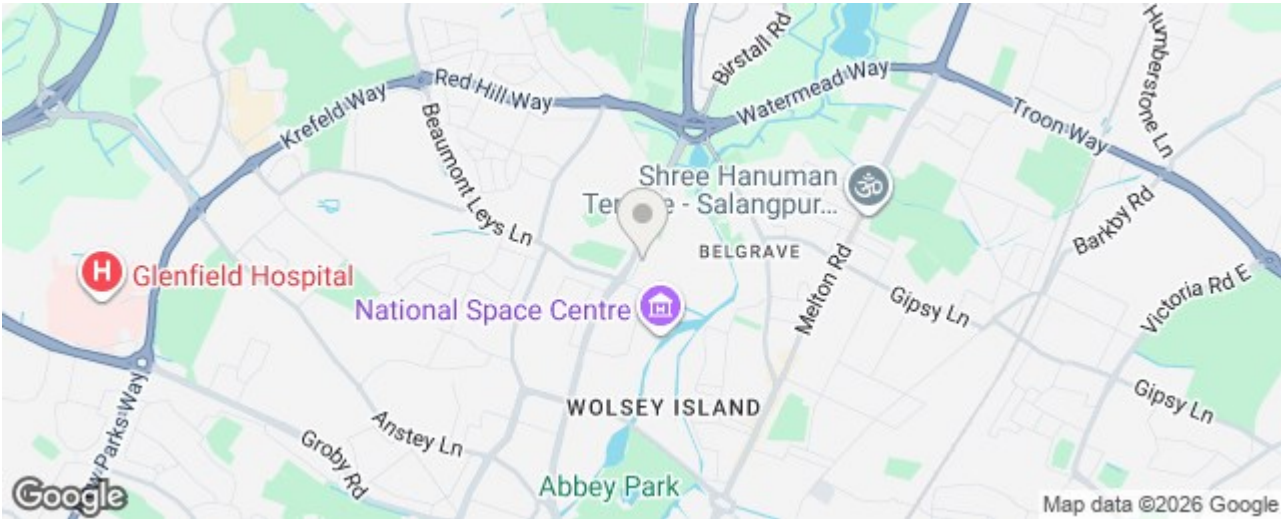 Birstall Rd
Humberstone Ln
Red Hill Way
Watermead Way
Krefeld Way
Troon Way
Beaumont Leys Ln
Shree Hanuman
- Salangpur...
Barkby Rd
BELGRAVE
Glenfield Hospital
H
Victoria Rd E
Gipsy Ln
National Space Centre
Melton Rd
Gipsy Ln
WOLSEY ISLAND
Parks Way
Anstey Ln
Groby Rd
Abbey Park
Google
Map data ©2026 Google
ॐ